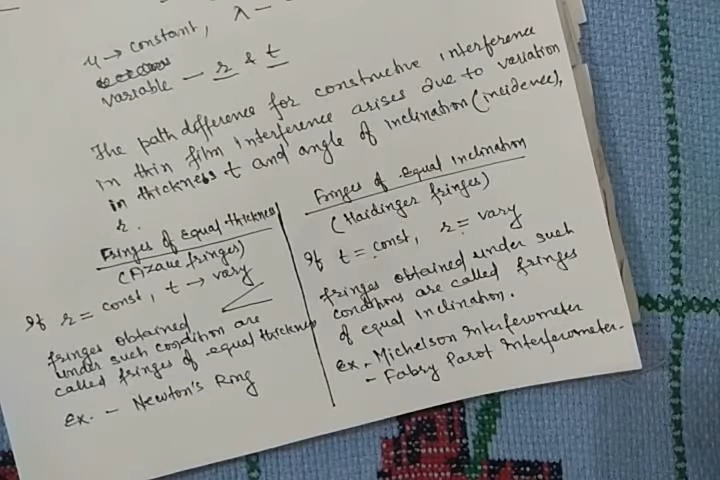 μ → constant, λ –
variable – r & t
The path difference for constructive interference
in thin film interference arises due to variation
in thickness t and angle of inclination (incidence),
r.
Fringes of Equal thickness
(Fizaue fringes)
If r = const, t → vary
fringes obtained
under such condition are
called fringes of equal thickness
Ex. – Newton's Ring
Fringes of equal Inclination
(Haidinger fringes)
If t = const, r = vary
fringes obtained under such
conditions are called fringes
of equal Inclination.
Ex – Michelson Interferometer
– Fabry Parot Interferometer.